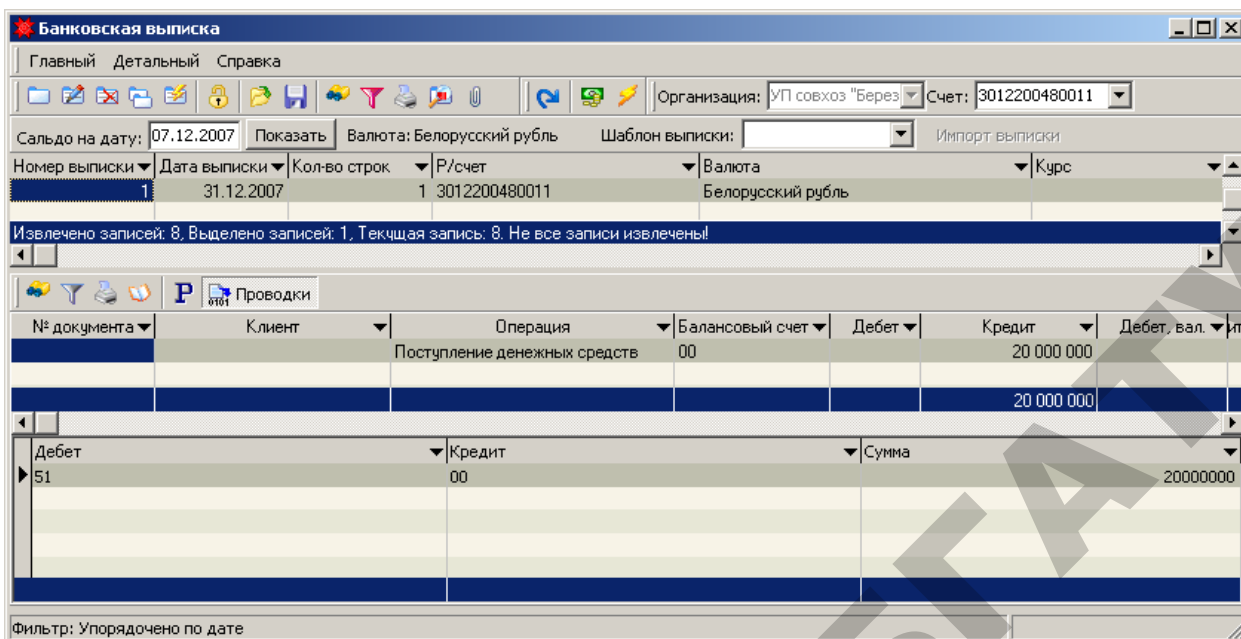 Банковская выписка
Главный Детальный Справка
Организация: УП совхоз "Берез Счет: 3012200480011
Сальдо на дату: 07.12.2007 Показать Валюта: Белорусский рубль Шаблон выписки: Импорт выписки
Номер выписки Дата выписки Кол-во строк Р/счет Валюта Курс
1 31.12.2007 1 3012200480011 Белорусский рубль
Извлечено записей: 8, Выделено записей: 1, Текущая запись: 8. Не все записи извлечены!
P Проводки
№ документа Клиент Операция Балансовый счет Дебет Кредит Дебет, вал.
Поступление денежных средств 00 20 000 000
20 000 000
Дебет Кредит Сумма
51 00 20000000
Фильтр: Упорядочено по дате